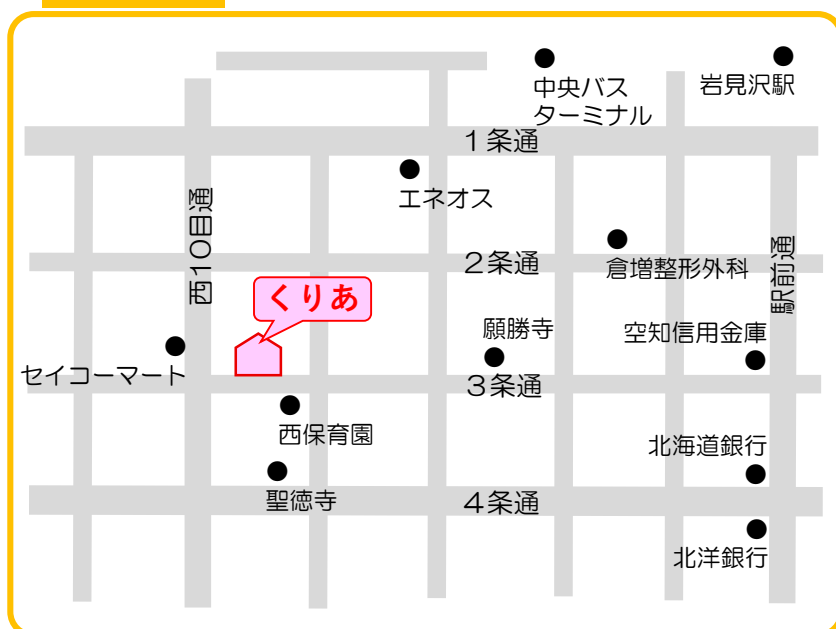 中央バス
ターミナル
岩見沢駅
1条通
エネオス
西10目通
2条通
倉増整形外科
駅前通
くりあ
願勝寺
空知信用金庫
セイコーマート
3条通
西保育園
北海道銀行
聖徳寺
4条通
北洋銀行